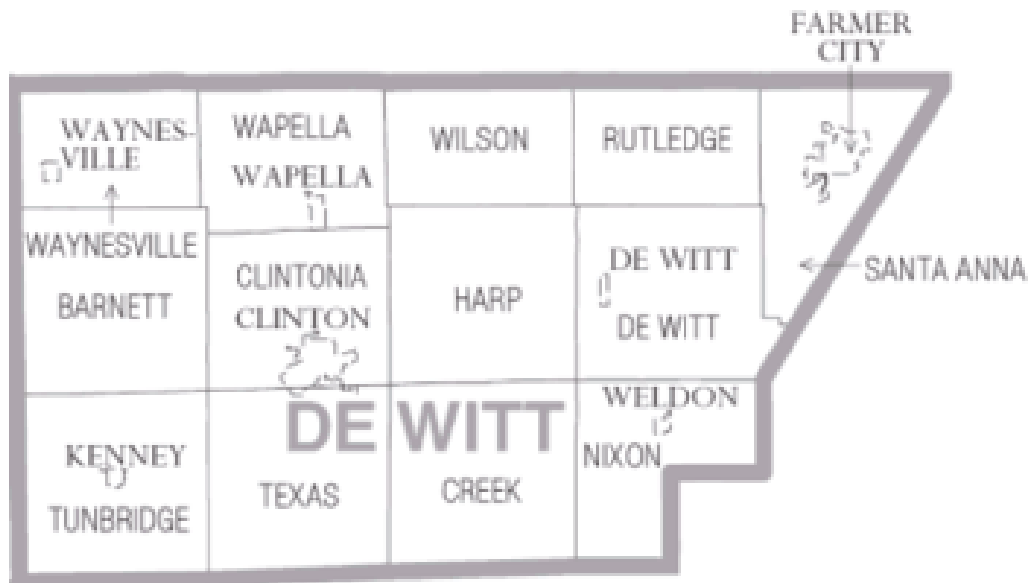 FARMER
CITY
WAYNES-
VILLE
WAPELLA
WAPELLA
WILSON
RUTLEDGE
WAYNESVILLE
BARNETT
CLINTONIA
CLINTON
HARP
DE WITT
DE WITT
SANTA ANNA
DE WITT
WELDON
NIXON
KENNEY
TUNBRIDGE
TEXAS
CREEK